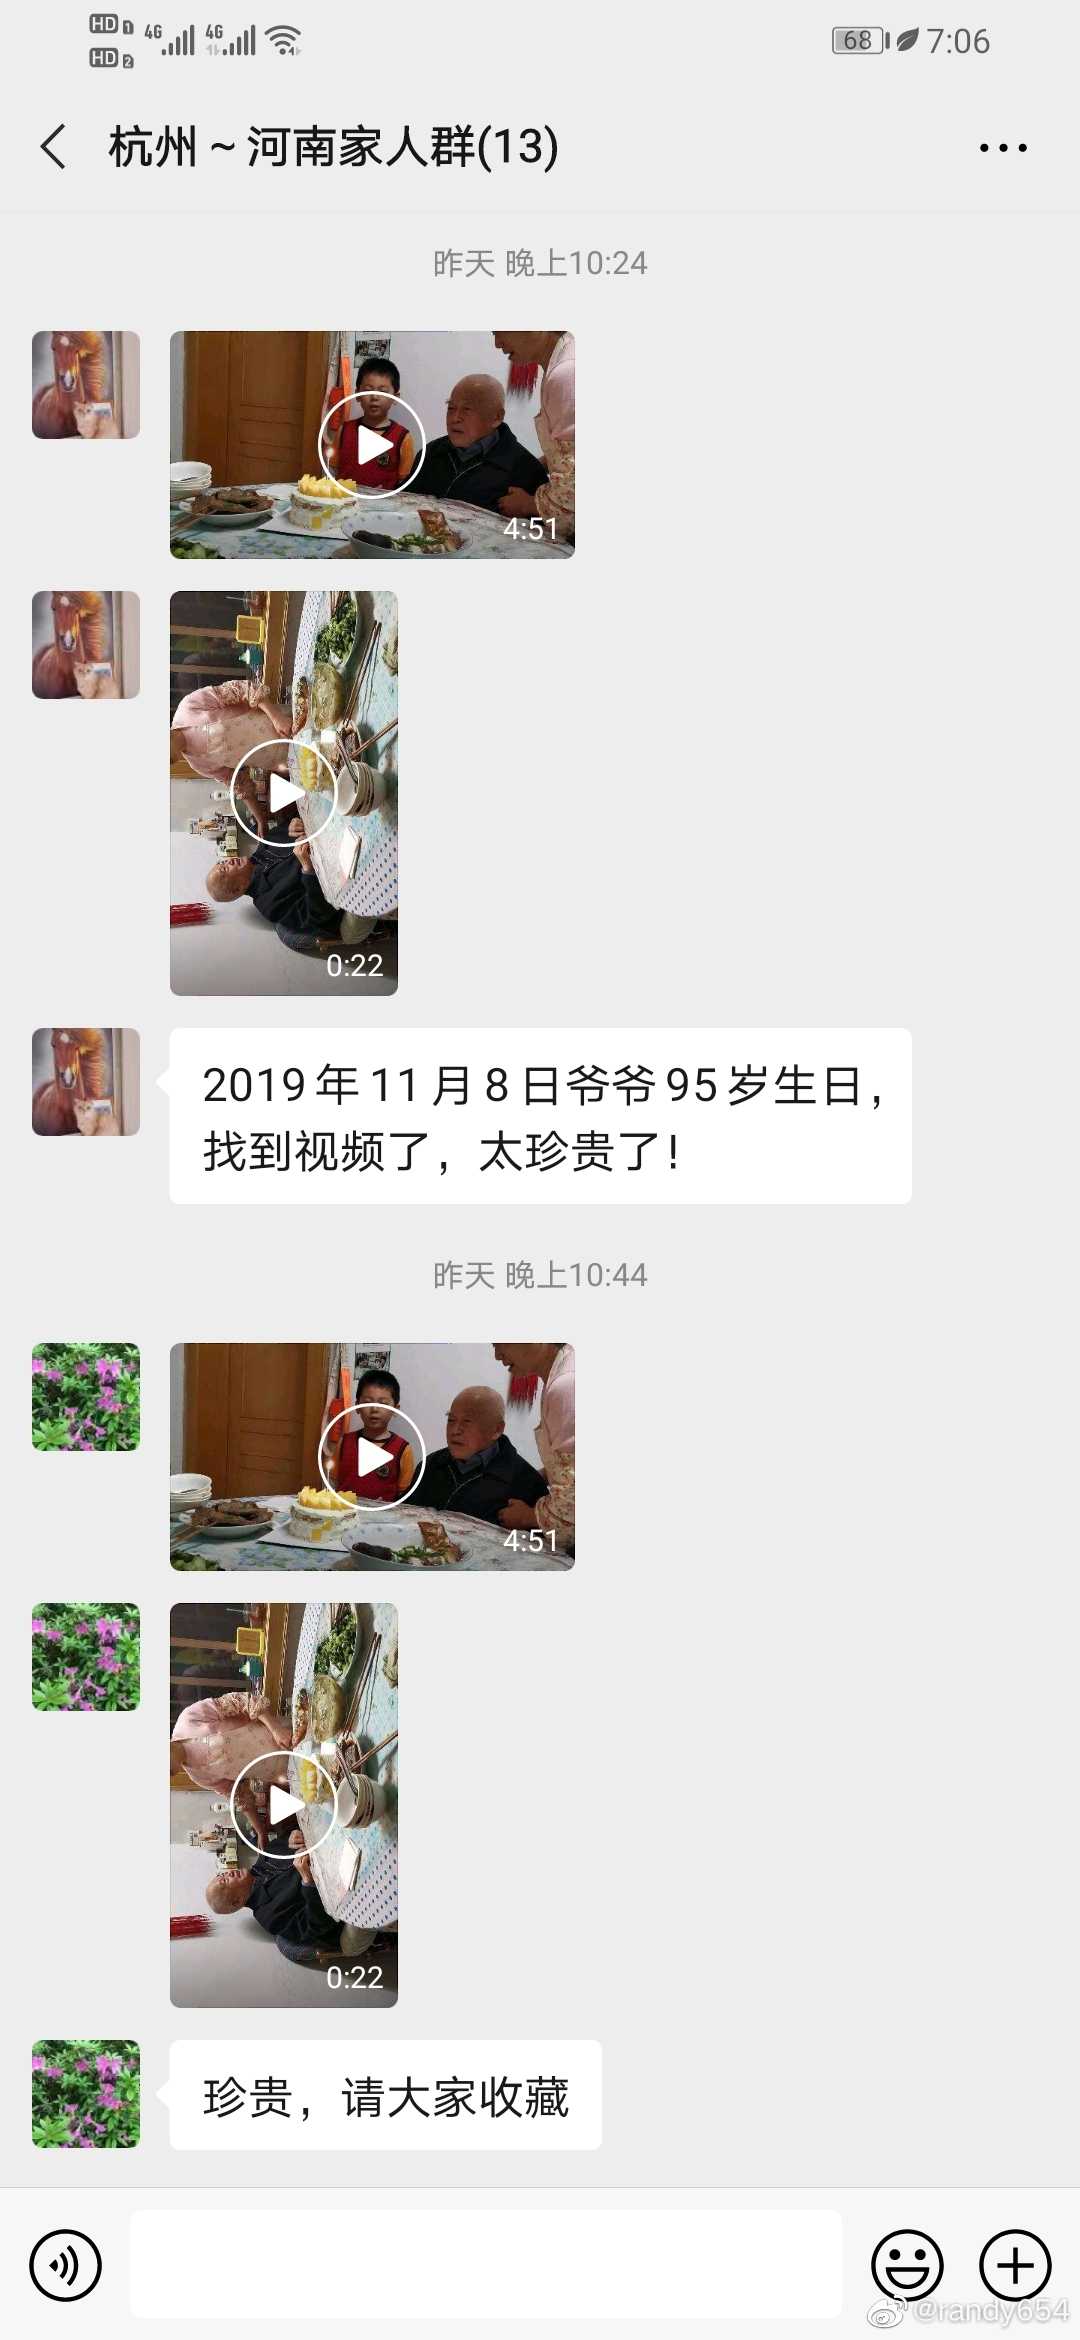 HD 1 4G 4G 68 7:06
HD 2
杭州 ~ 河南家人群(13)
昨天 晚上10:24
4:51
0:22
2019年11月8日爷爷95岁生日，
找到视频了，太珍贵了！
昨天 晚上10:44
4:51
0:22
珍贵，请大家收藏
@randy654